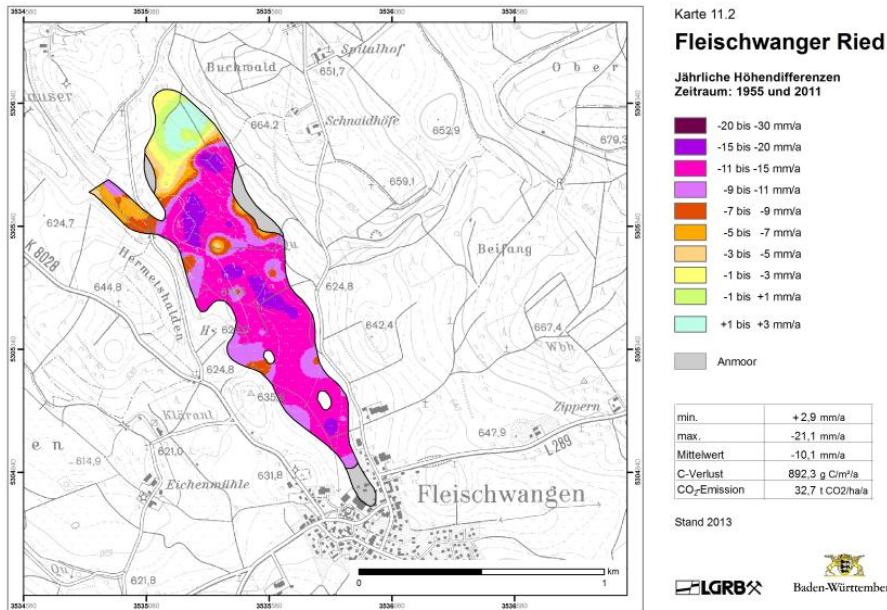 Karte 11.2
Fleischwanger Ried
Jährliche Höhendifferenzen
Zeitraum: 1955 und 2011
-20 bis -30 mm/a
-15 bis -20 mm/a
-11 bis -15 mm/a
-9 bis -11 mm/a
-7 bis -9 mm/a
-5 bis -7 mm/a
-3 bis -5 mm/a
-1 bis -3 mm/a
-1 bis +1 mm/a
+1 bis +3 mm/a
Anmoor
min. +2,9 mm/a
max. -21,1 mm/a
Mittelwert -10,1 mm/a
C-Verlust 892,3 g C/m²/a
CO2-Emission 32,7 t CO2/ha/a
Stand 2013
LGRB
Baden-Württemberg
Spitalhof
651,7
Buchwald
Ober
Schnaidhöfe
664,2
652,9
679,3
659,1
624,7
K 8028
Hermetshalden
Beifang
644,8
624,8
642,4
667,4
Wbh
624,8
Kläranl
Zippern
647,9
L 289
en
614,9
621,0
631,8
Eichenmühle
Fleischwangen
Qu
621,8
0
1
km